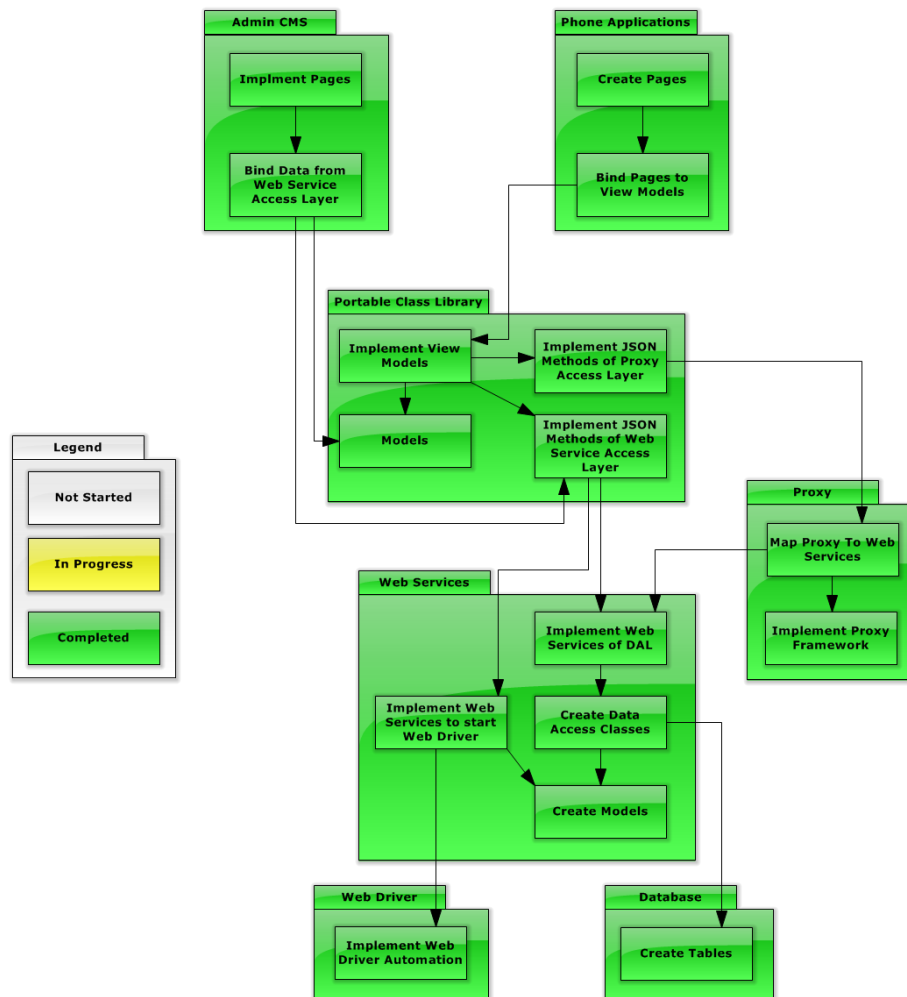 Admin CMS
Implment Pages
Bind Data from
Web Service
Access Layer
Phone Applications
Create Pages
Bind Pages to
View Models
Portable Class Library
Implement View
Models
Implement JSON
Methods of Proxy
Access Layer
Models
Implement JSON
Methods of Web
Service Access
Layer
Legend
Not Started
In Progress
Completed
Proxy
Map Proxy To Web
Services
Implement Proxy
Framework
Web Services
Implement Web
Services of DAL
Implement Web
Services to start
Web Driver
Create Data
Access Classes
Create Models
Web Driver
Implement Web
Driver Automation
Database
Create Tables